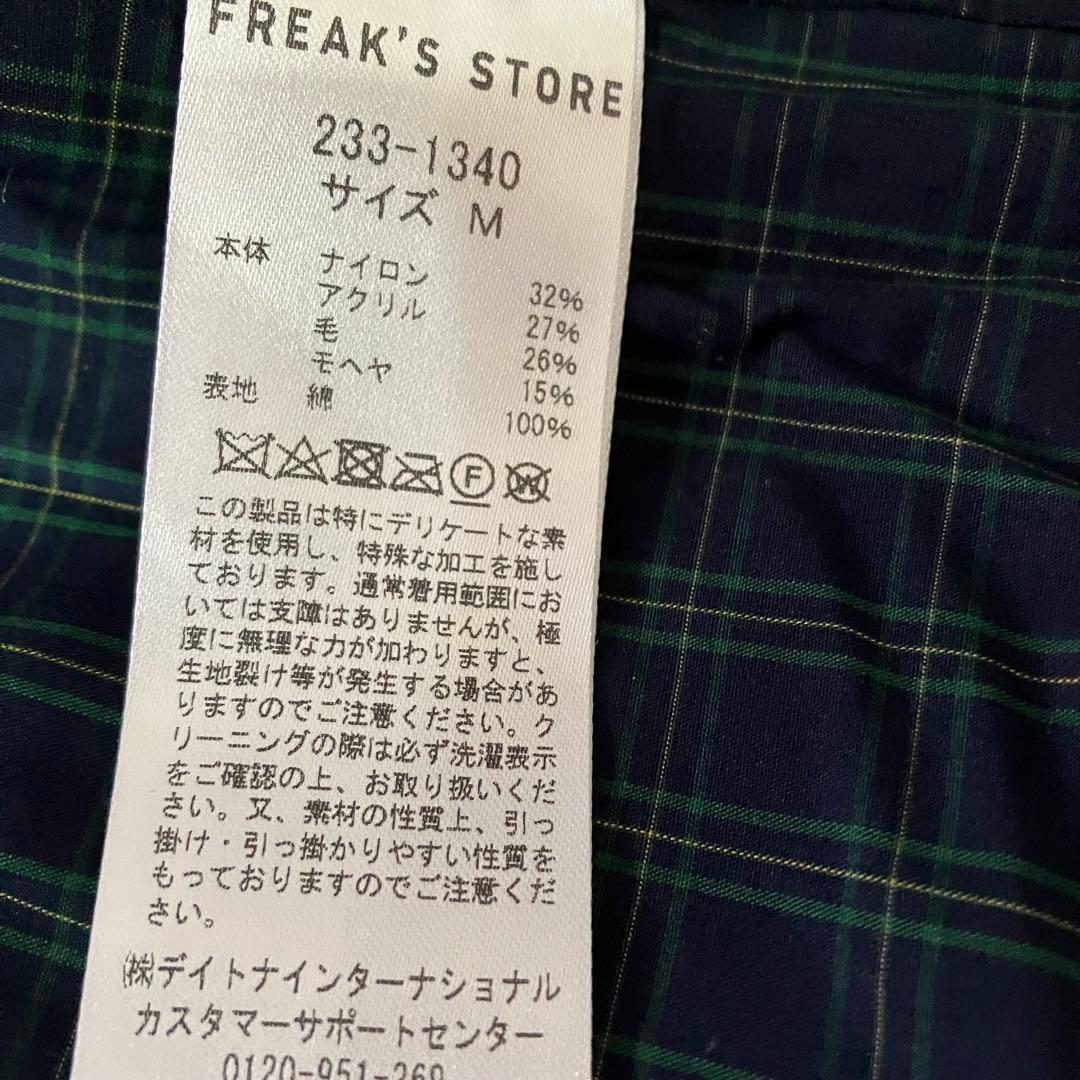 FREAK'S STORE
233-1340
サイズ M
本体 ナイロン 32%
アクリル 27%
毛 26%
モヘヤ 15%
表地 綿 100%
F
W
この製品は特にデリケートな素
材を使用し、特殊な加工を施し
ております。通常着用範囲にお
いては支障はありませんが、極
度に無理な力が加わりますと、
生地裂け等が発生する場合があ
りますのでご注意ください。ク
リーニングの際は必ず洗濯表示
をご確認の上、お取り扱いくだ
さい。又、素材の性質上、引っ
掛け・引っ掛かりやすい性質を
もっておりますのでご注意くだ
さい。
㈱デイトナインターナショナル
カスタマーサポートセンター
0120-951-269